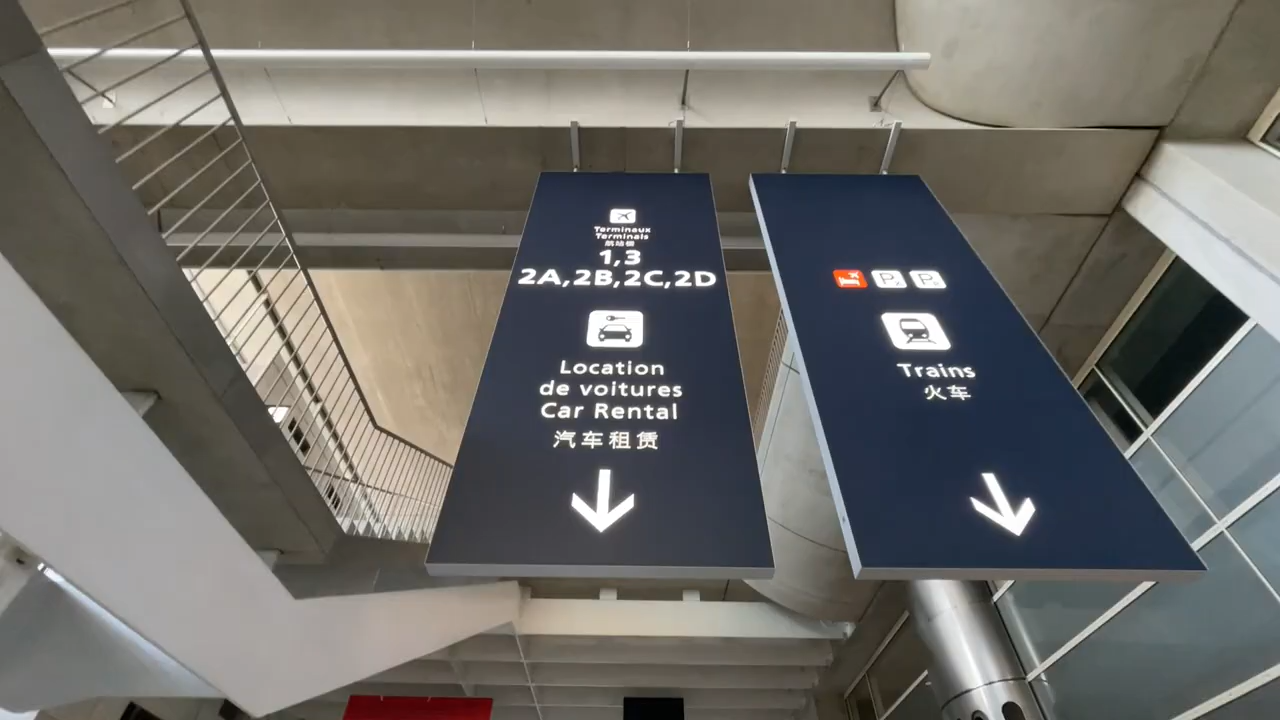 Terminaux
Terminals
航站楼
1,3
2A,2B,2C,2D
Location
de voitures
Car Rental
汽车租赁
P P
Trains
火车